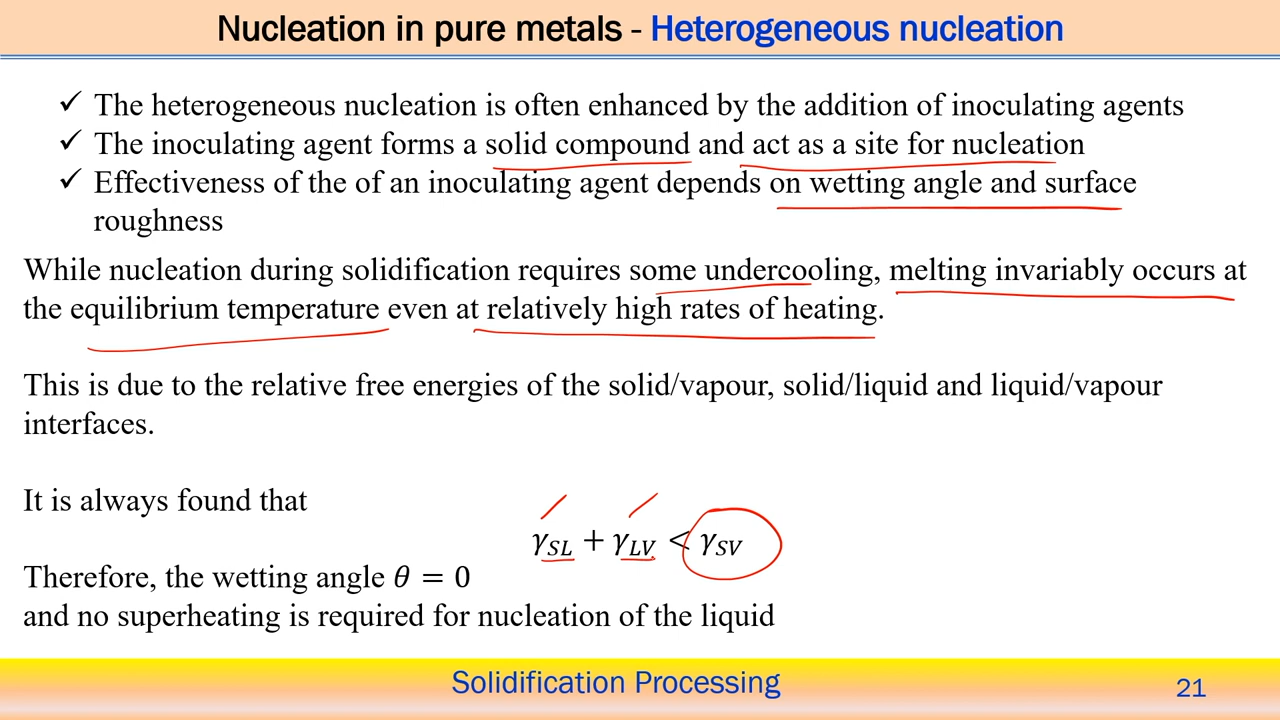 Nucleation in pure metals - Heterogeneous nucleation
✓ The heterogeneous nucleation is often enhanced by the addition of inoculating agents
✓ The inoculating agent forms a solid compound and act as a site for nucleation
✓ Effectiveness of the of an inoculating agent depends on wetting angle and surface
roughness
While nucleation during solidification requires some undercooling, melting invariably occurs at
the equilibrium temperature even at relatively high rates of heating.
This is due to the relative free energies of the solid/vapour, solid/liquid and liquid/vapour
interfaces.
It is always found that
γ_SL + γ_LV < γ_SV
Therefore, the wetting angle θ = 0
and no superheating is required for nucleation of the liquid
Solidification Processing
21